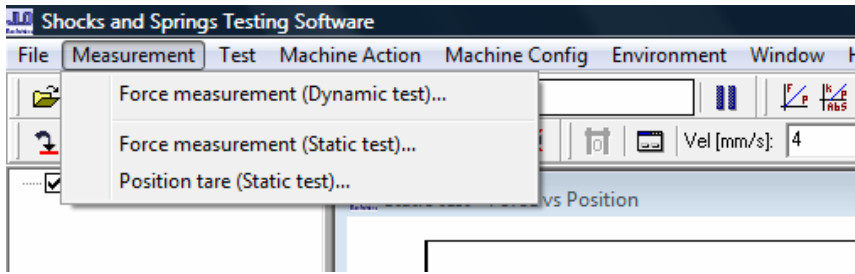 Shocks and Springs Testing Software
File Measurement Test Machine Action Machine Config Environment Window
Force measurement (Dynamic test)...
Force measurement (Static test)...
Vel [mm/s]: 4
Position tare (Static test)...
vs Position